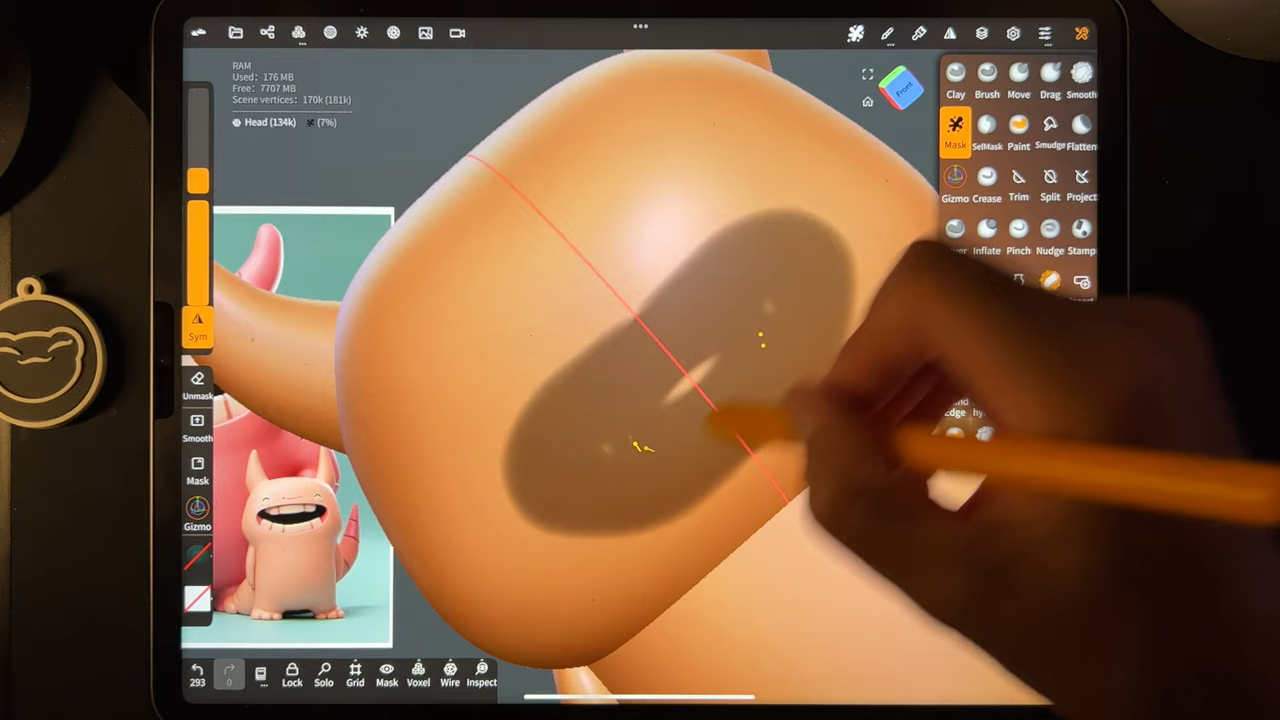 RAM
Used: 176 MB
Free: 7707 MB
Scene vertices: 170k (181k)
Head (134k) (7%)
Front
Clay Brush Move Drag Smooth
Mask SelMask Paint Smudge Flatten
Gizmo Crease Trim Split Project
Inflate Pinch Nudge Stamp
Sym
Unmask
Smooth
Mask
Gizmo
293 0 Lock Solo Grid Mask Voxel Wire Inspect